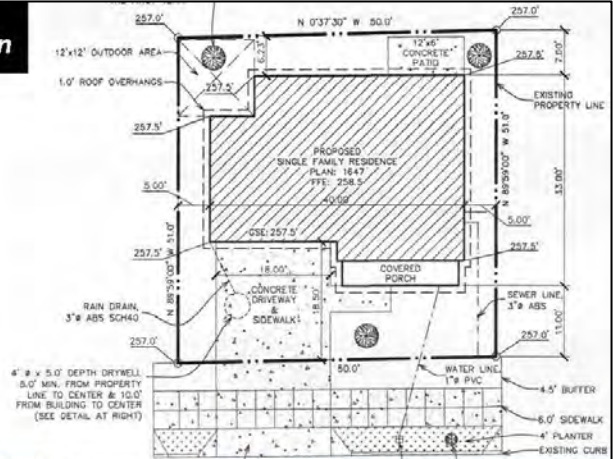 n
257.0'
N 0'37'30" W 50.0'
257.0'
12'x12' OUTDOOR AREA
6.23'
12'x6'
CONCRETE
PATIO
257.5'
7.50'
1.0' ROOF OVERHANGS
257.5'
EXISTING
PROPERTY LINE
257.5'
PROPOSED
SINGLE FAMILY RESIDENCE
PLAN: 1647
FFE: 258.5
N 89'59'00" W 51.0'
33.00'
5.00'
40.00'
5.00'
GSE: 257.5'
N 89'59'00" W 51.0'
257.5'
257.5'
18.00'
COVERED
PORCH
RAIN DRAIN,
3"ø ABS SCH40
CONCRETE
DRIVEWAY
&
SIDEWALK
18.50'
SEWER LINE,
3"ø ABS
11.00'
257.0'
257.0'
50.0'
4' ø x 5.0' DEPTH DRYWELL
5.0' MIN. FROM PROPERTY
LINE TO CENTER & 10.0'
FROM BUILDING TO CENTER
(SEE DETAIL AT RIGHT)
WATER LINE,
1"ø PVC
4.5' BUFFER
6.0' SIDEWALK
4' PLANTER
EXISTING CURB